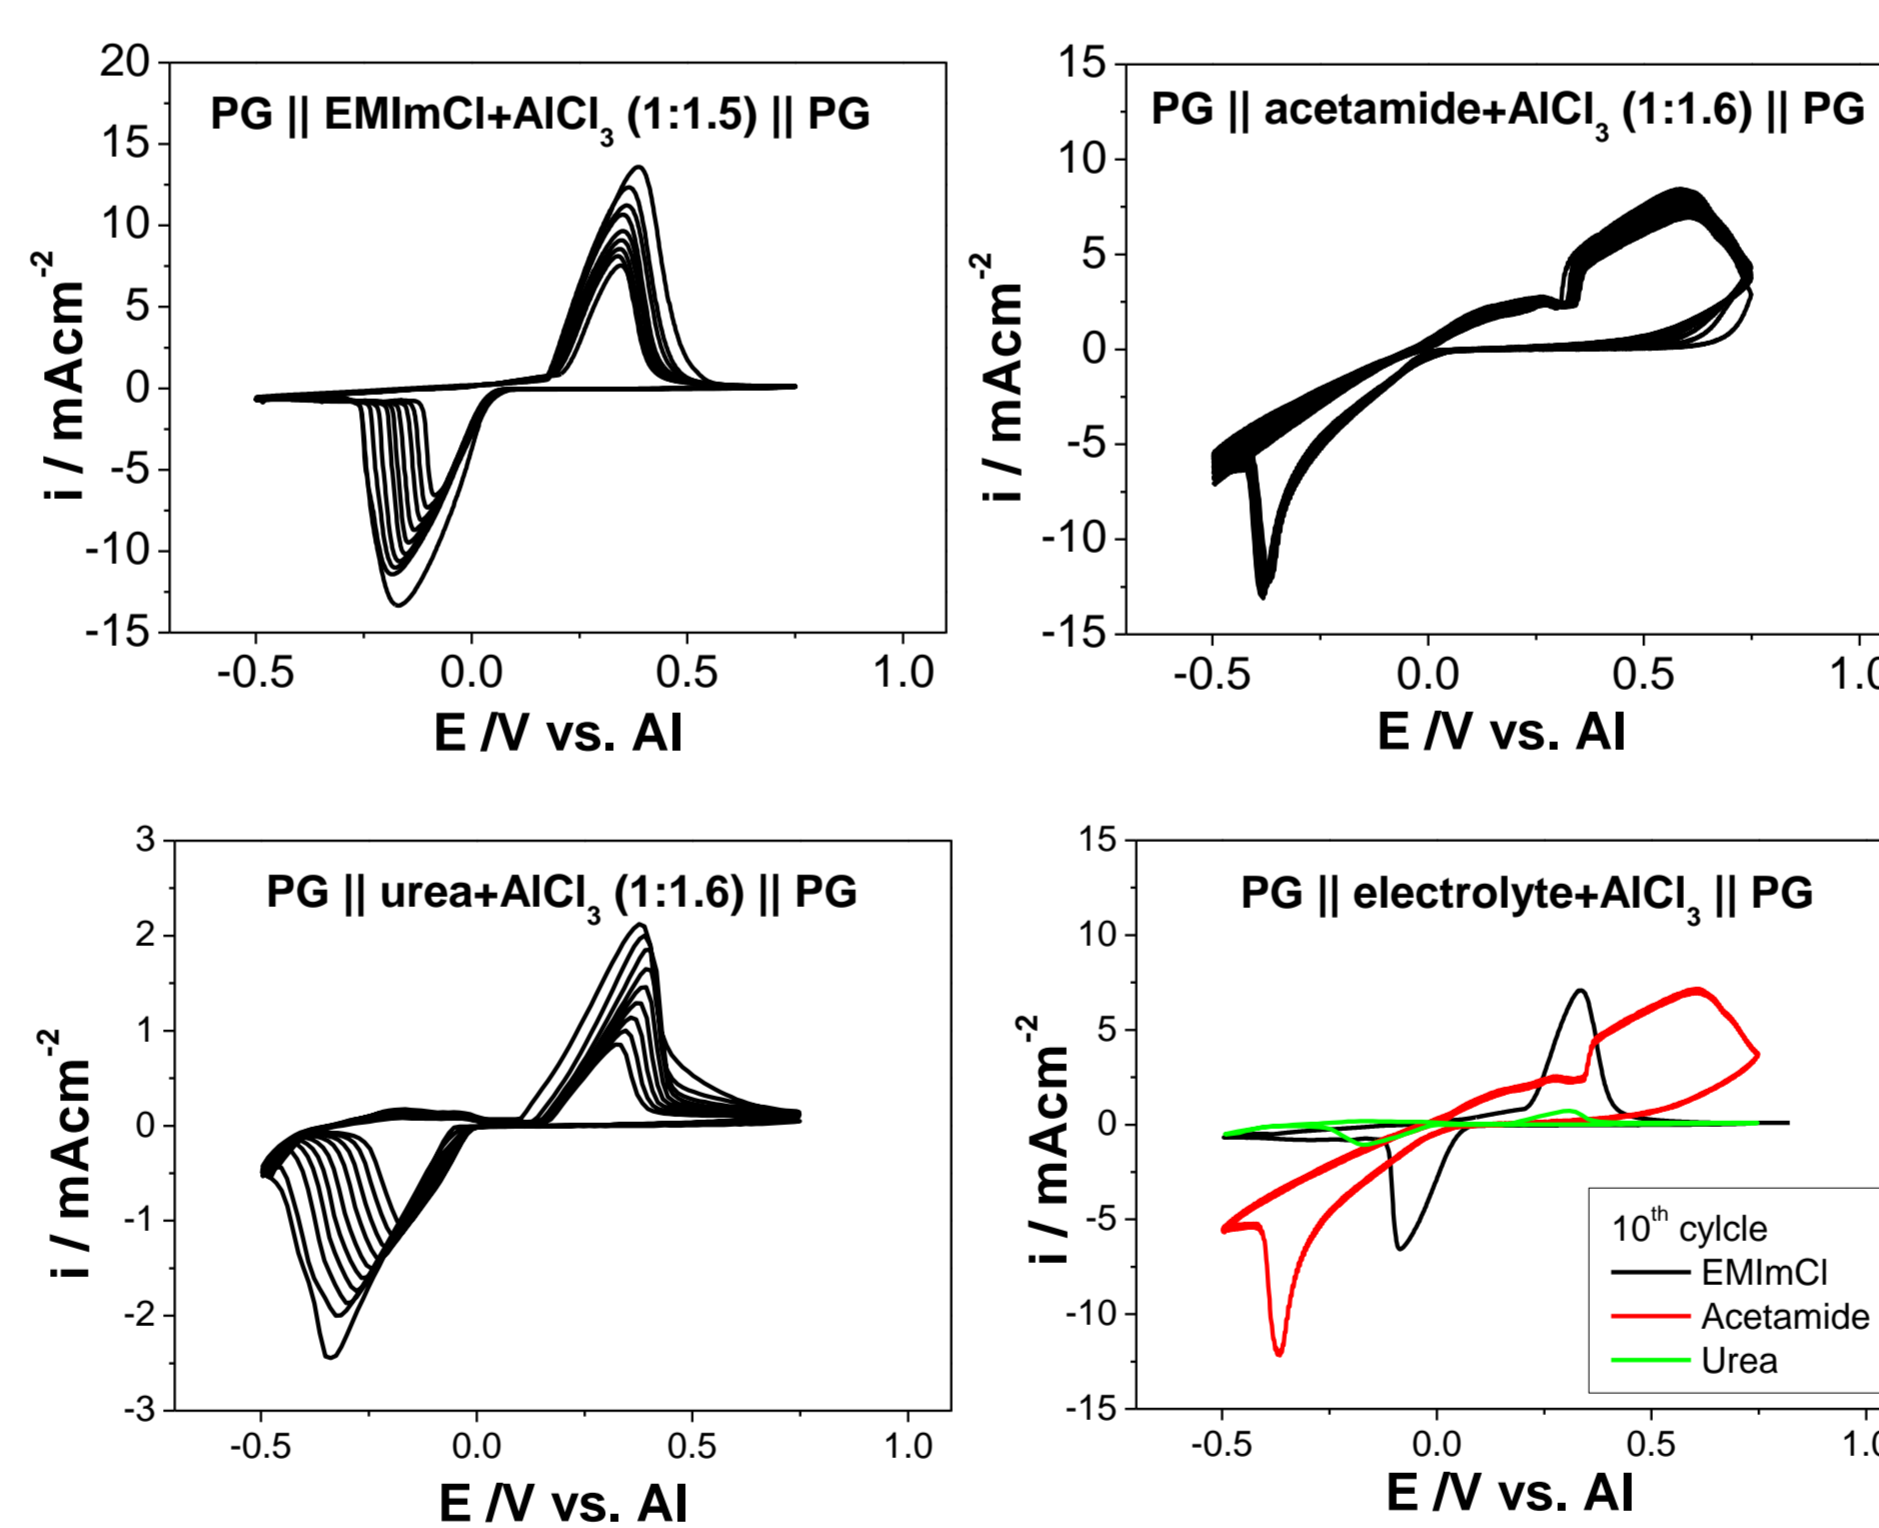 PG || EMImCl+AlCl3 (1:1.5) || PG
20
15
10
5
0
-5
-10
-15
i / mAcm-2
-0.5 0.0 0.5 1.0
E /V vs. Al
PG || acetamide+AlCl3 (1:1.6) || PG
15
10
5
0
-5
-10
-15
i / mAcm-2
-0.5 0.0 0.5 1.0
E /V vs. Al
PG || urea+AlCl3 (1:1.6) || PG
3
2
1
0
-1
-2
-3
i / mAcm-2
-0.5 0.0 0.5 1.0
E /V vs. Al
PG || electrolyte+AlCl3 || PG
15
10
5
0
-5
-10
-15
i / mAcm-2
10th cylcle
EMImCl
Acetamide
Urea
-0.5 0.0 0.5 1.0
E /V vs. Al